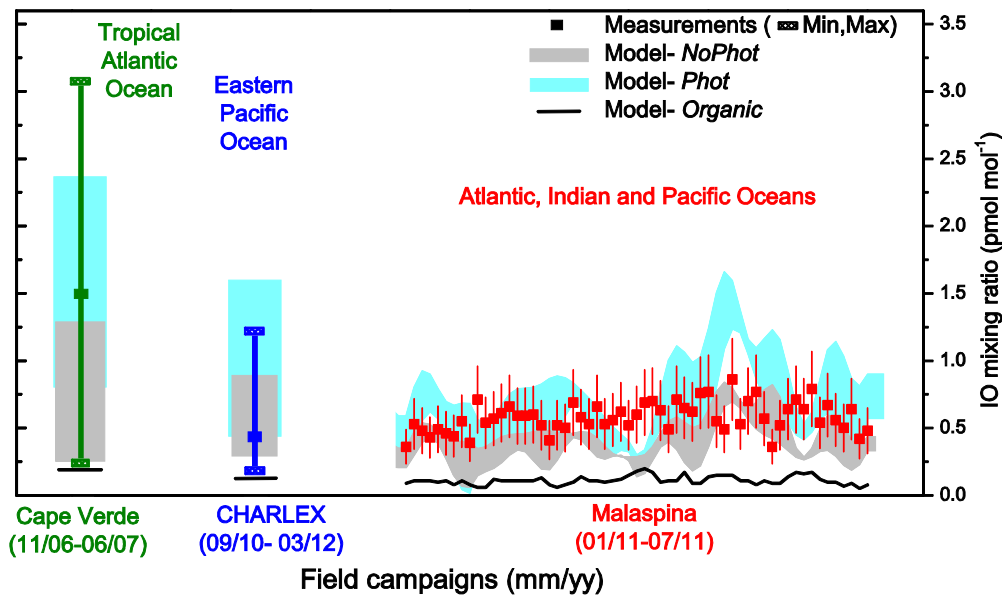 Tropical
Atlantic
Ocean
Eastern
Pacific
Ocean
Measurements ( Min,Max)
Model- NoPhot
Model- Phot
Model- Organic
Atlantic, Indian and Pacific Oceans
3.5
3.0
2.5
2.0
1.5
1.0
0.5
0.0
IO mixing ratio (pmol mol-1)
Cape Verde
(11/06-06/07)
CHARLEX
(09/10- 03/12)
Malaspina
(01/11-07/11)
Field campaigns (mm/yy)